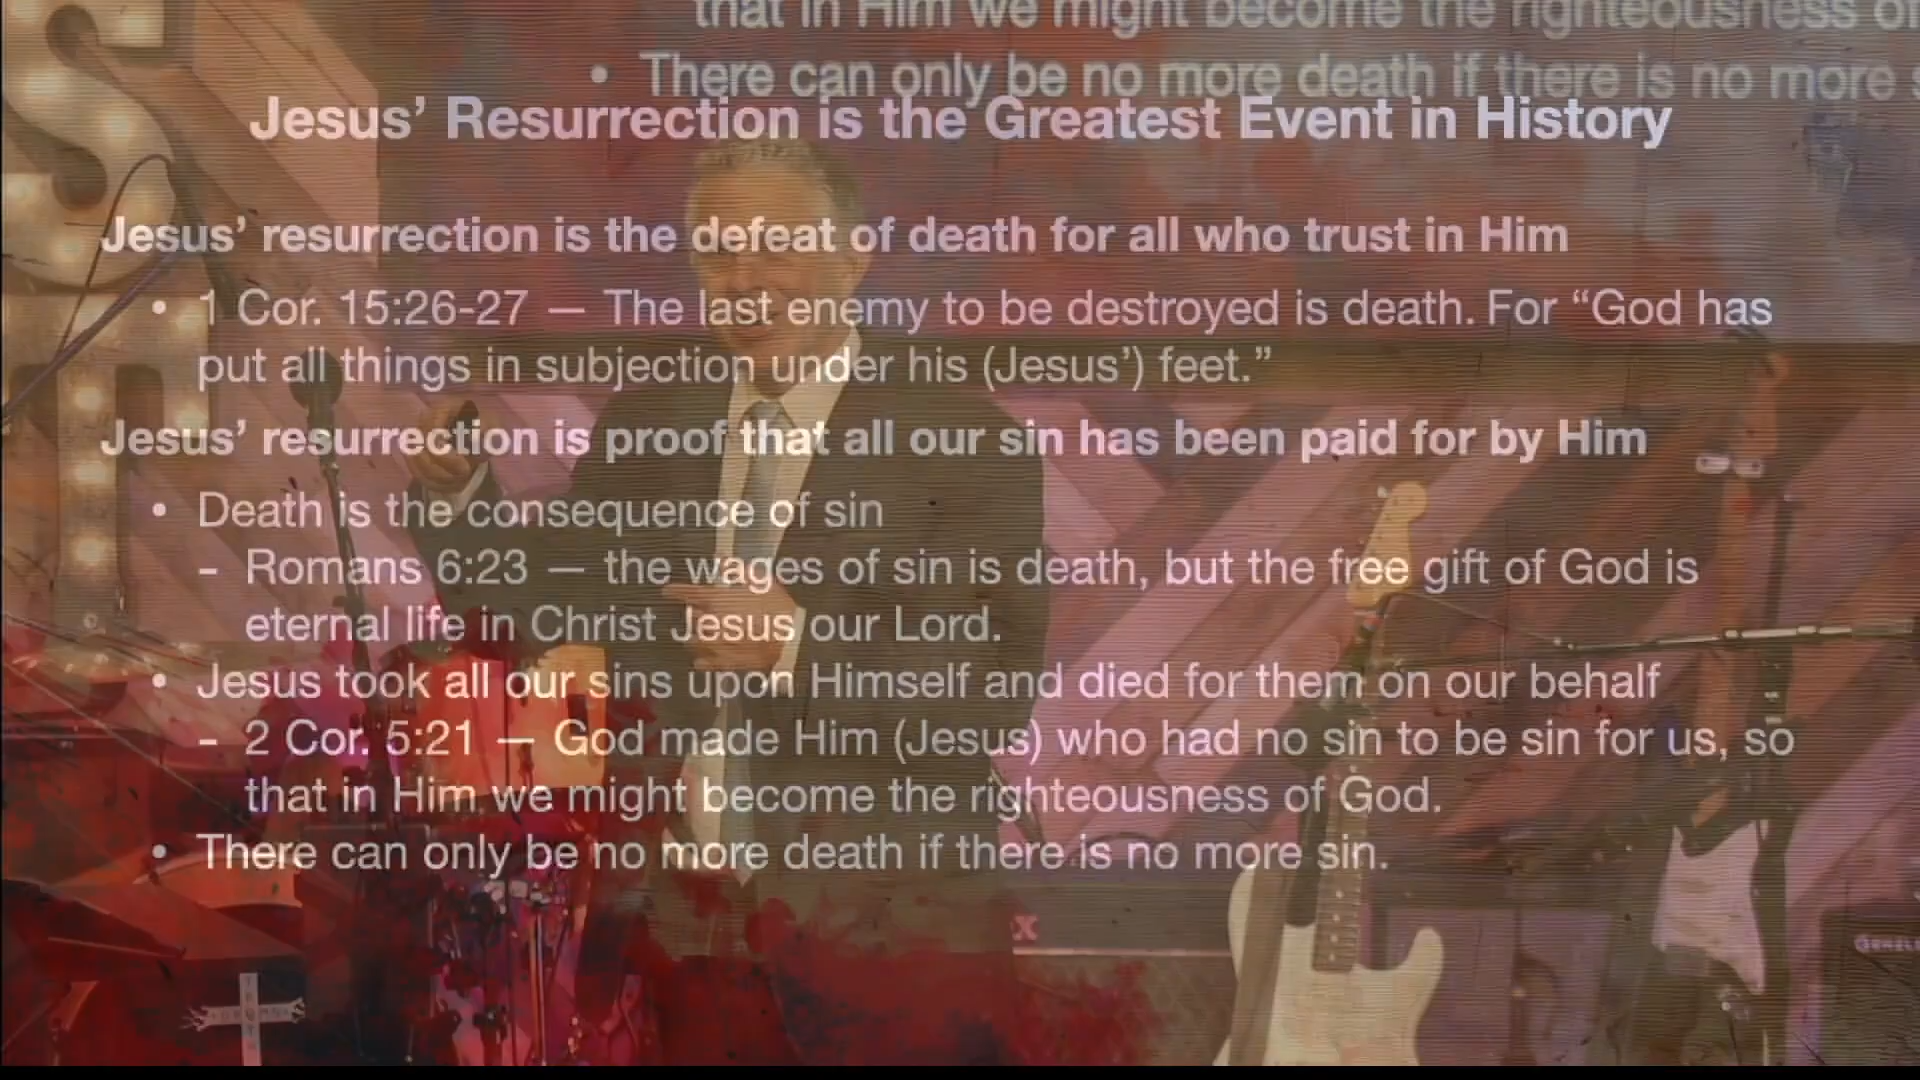 that in Him we might become the righteousness of
• There can only be no more death if there is no more
Jesus’ Resurrection is the Greatest Event in History
Jesus’ resurrection is the defeat of death for all who trust in Him
• 1 Cor. 15:26-27 — The last enemy to be destroyed is death. For “God has
put all things in subjection under his (Jesus’) feet.”
Jesus’ resurrection is proof that all our sin has been paid for by Him
• Death is the consequence of sin
- Romans 6:23 — the wages of sin is death, but the free gift of God is
eternal life in Christ Jesus our Lord.
• Jesus took all our sins upon Himself and died for them on our behalf
- 2 Cor. 5:21 — God made Him (Jesus) who had no sin to be sin for us, so
that in Him we might become the righteousness of God.
• There can only be no more death if there is no more sin.